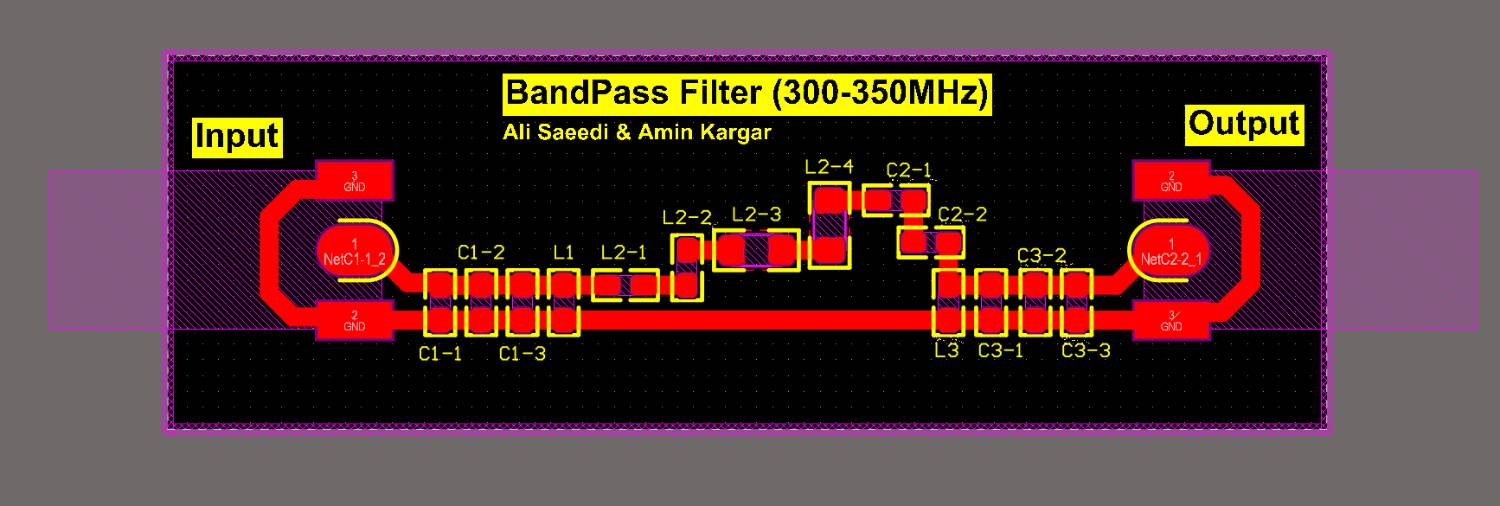 BandPass Filter (300-350MHz)
Ali Saeedi & Amin Kargar
Input
Output
3
GND
1
NetC1-1_2
2
GND
C1-1
C1-2
C1-3
L1
L2-1
L2-2
L2-3
L2-4
C2-1
C2-2
L3
C3-1
C3-2
C3-3
2
GND
1
NetC2-2_1
3
GND